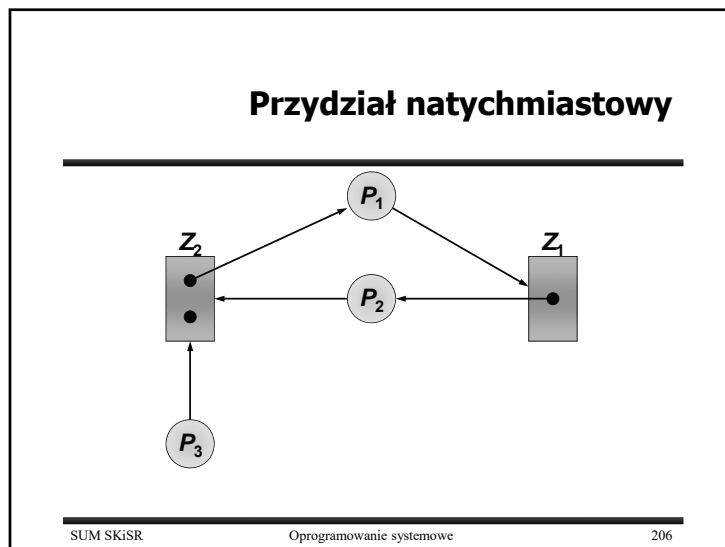 Przydział natychmiastowy
P1
Z2
Z1
P2
P3
SUM SKiSR
Oprogramowanie systemowe
206